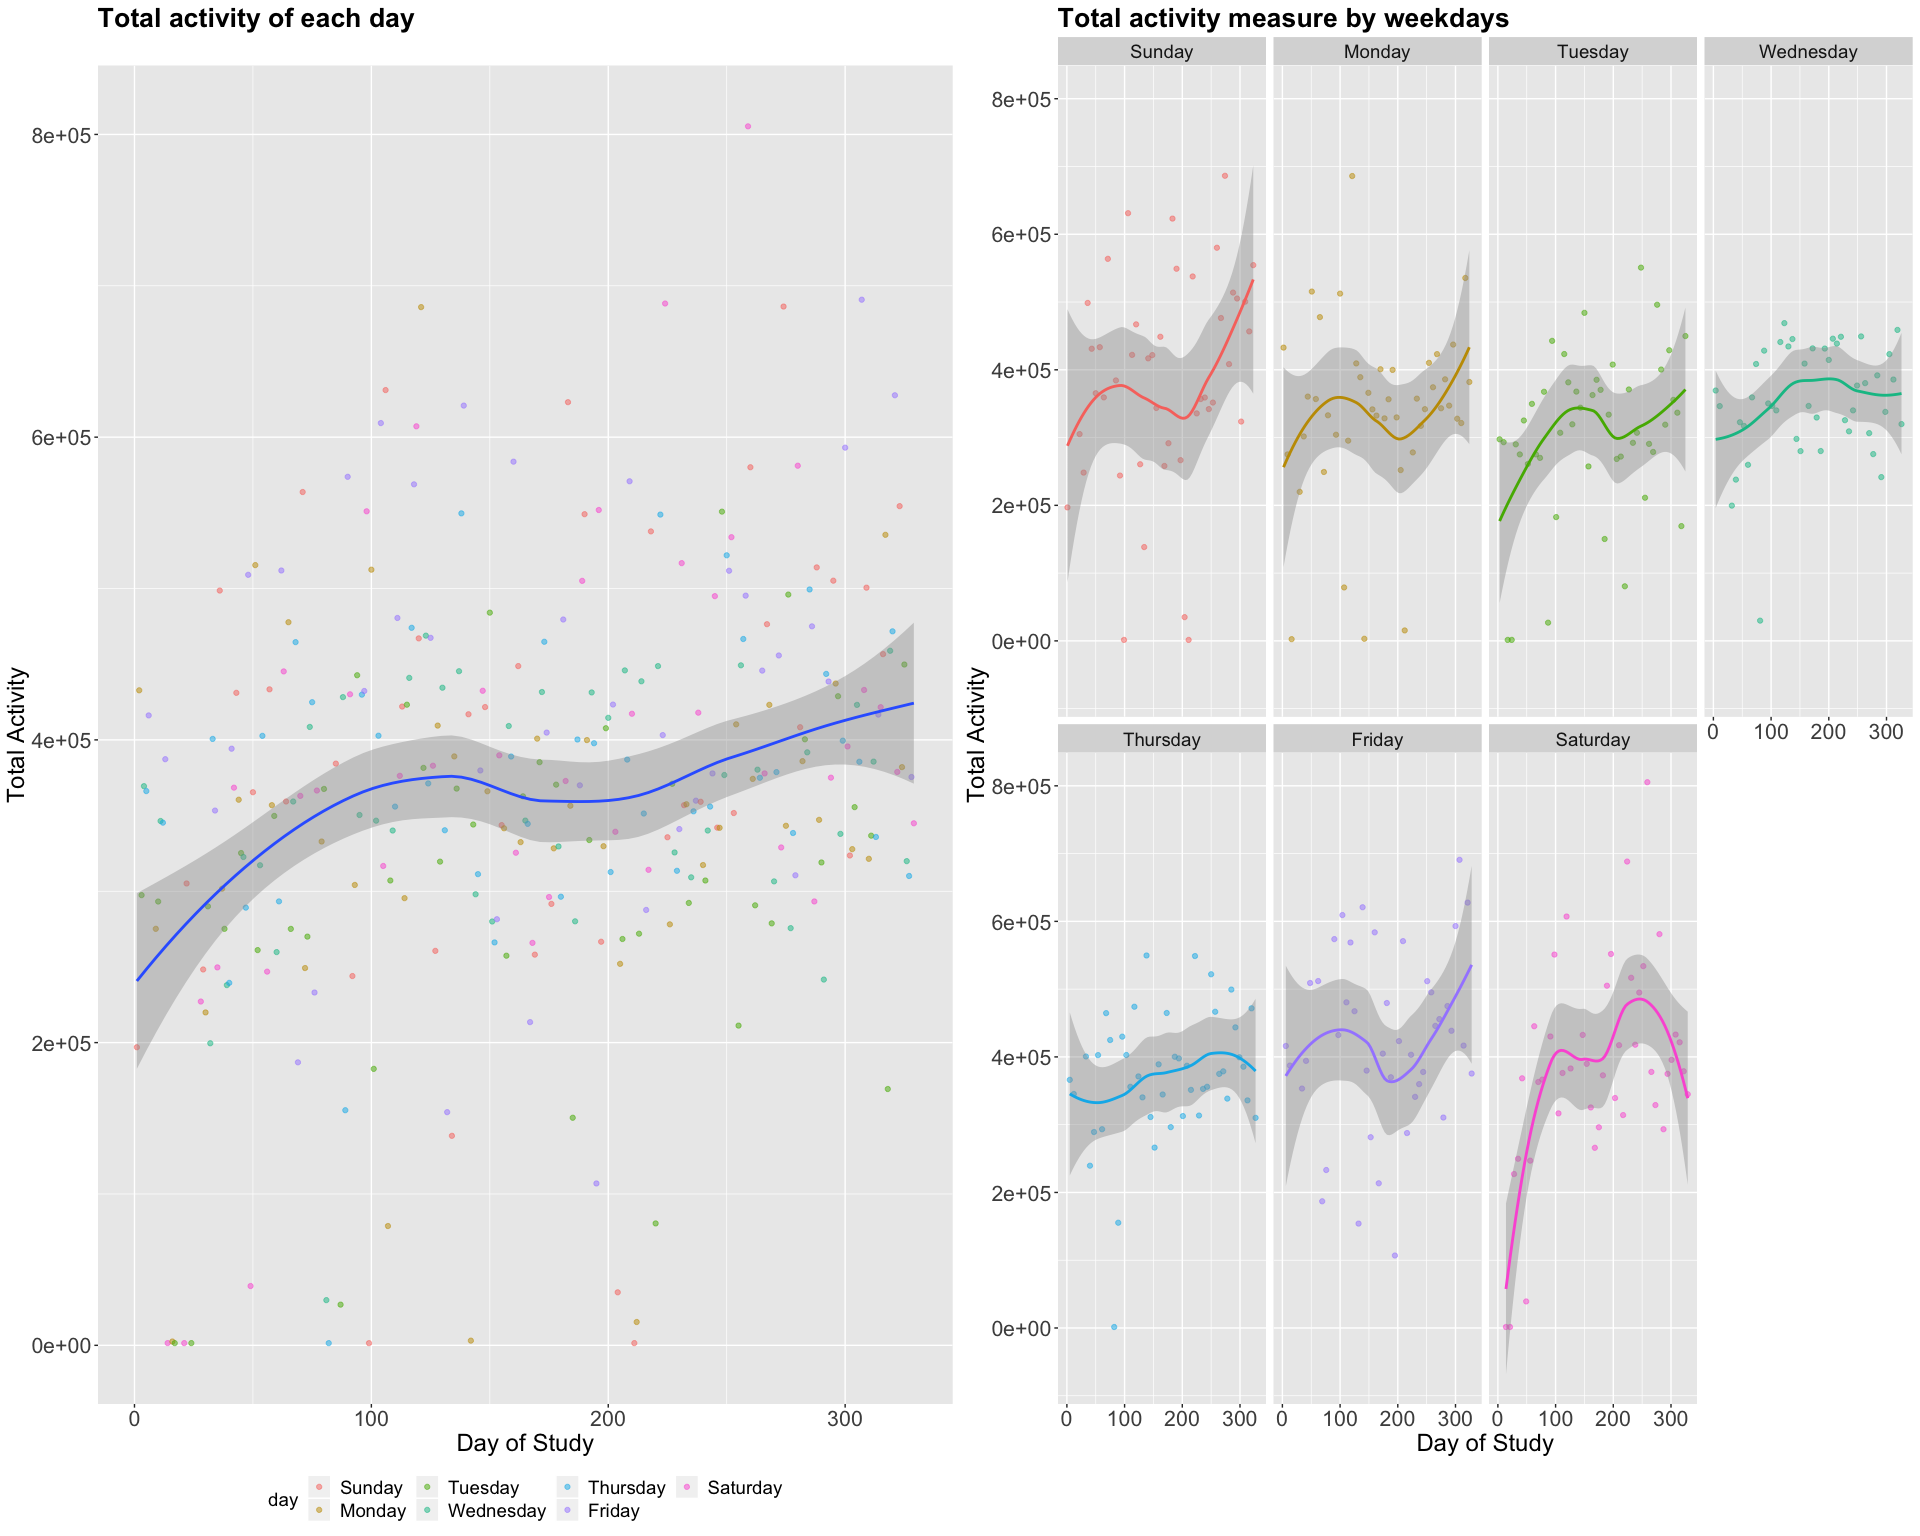 Total activity of each day
Total Activity
8e+05
6e+05
4e+05
2e+05
0e+00
0 100 200 300
Day of Study
day
Sunday Tuesday Thursday Saturday
Monday Wednesday Friday
Total activity measure by weekdays
Sunday Monday Tuesday Wednesday
8e+05
6e+05
4e+05
2e+05
0e+00
0 100 200 300
Total Activity
Thursday Friday Saturday
8e+05
6e+05
4e+05
2e+05
0e+00
0 100 200 300 0 100 200 300 0 100 200 300
Day of Study